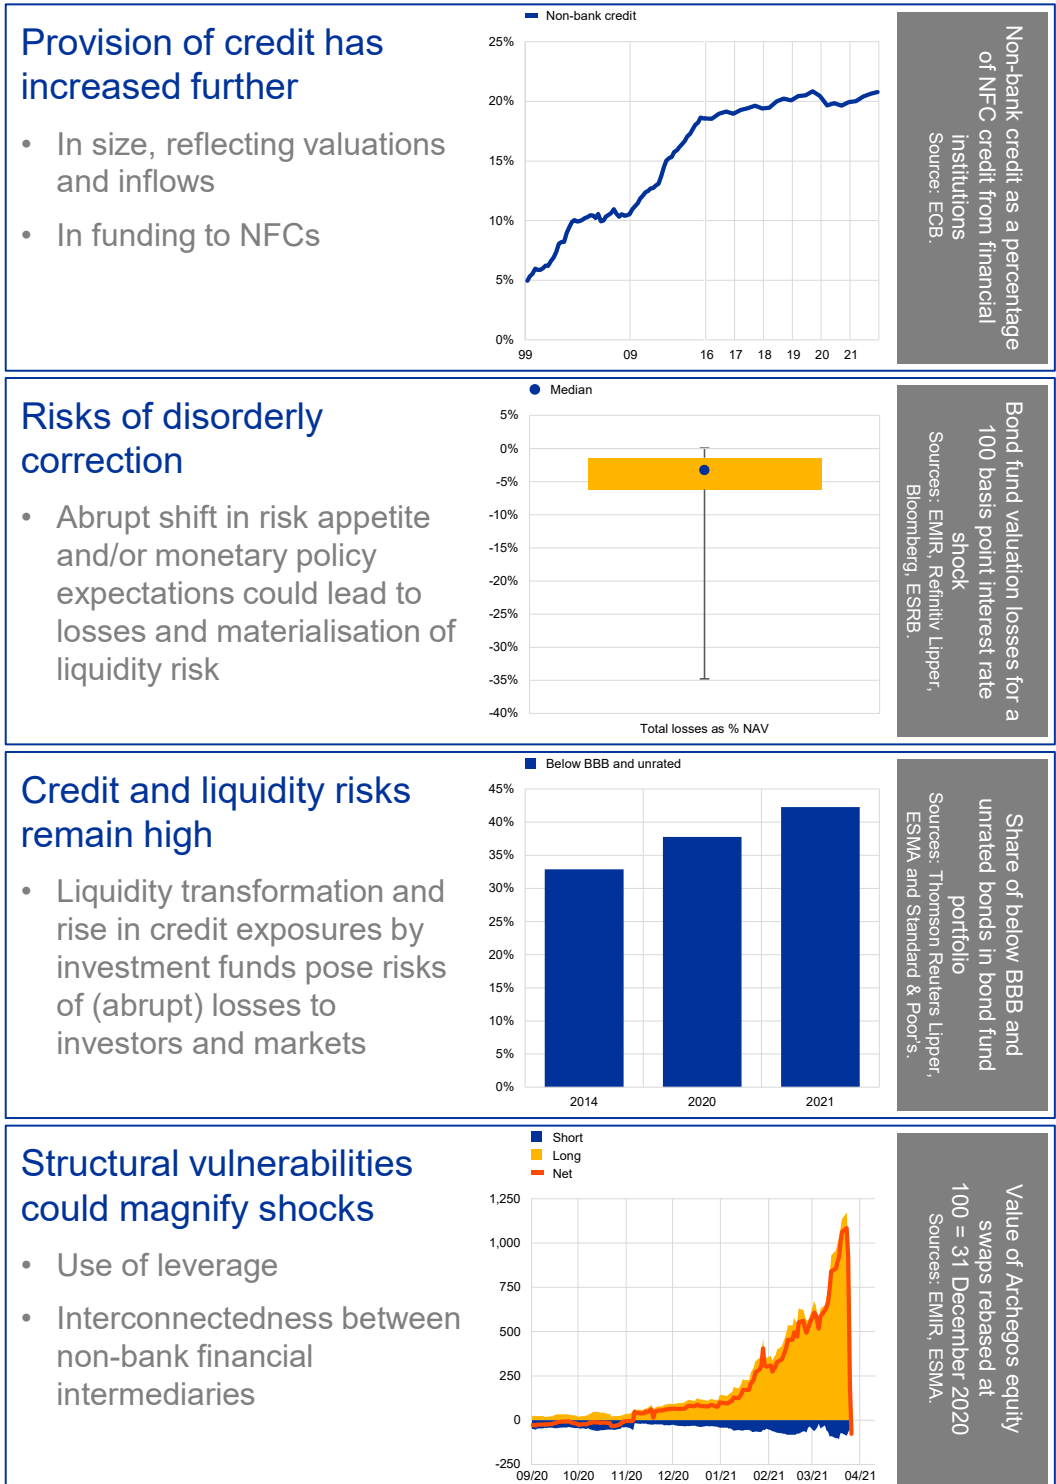 Provision of credit has
increased further
• In size, reflecting valuations
and inflows
• In funding to NFCs
Non-bank credit
25%
20%
15%
10%
5%
0%
99 09 16 17 18 19 20 21
Non-bank credit as a percentage
of NFC credit from financial
institutions
Source: ECB.
Risks of disorderly
correction
• Abrupt shift in risk appetite
and/or monetary policy
expectations could lead to
losses and materialisation of
liquidity risk
Median
5%
0%
-5%
-10%
-15%
-20%
-25%
-30%
-35%
-40%
Total losses as % NAV
Bond fund valuation losses for a
100 basis point interest rate
shock
Sources: EMIR, Refinitiv Lipper,
Bloomberg, ESRB.
Credit and liquidity risks
remain high
• Liquidity transformation and
rise in credit exposures by
investment funds pose risks
of (abrupt) losses to
investors and markets
Below BBB and unrated
45%
40%
35%
30%
25%
20%
15%
10%
5%
0%
2014 2020 2021
Share of below BBB and
unrated bonds in bond fund
portfolio
Sources: Thomson Reuters Lipper,
ESMA and Standard & Poor's.
Structural vulnerabilities
could magnify shocks
• Use of leverage
• Interconnectedness between
non-bank financial
intermediaries
Short
Long
Net
1,250
1,000
750
500
250
0
-250
09/20 10/20 11/20 12/20 01/21 02/21 03/21 04/21
Value of Archegos equity
swaps rebased at
100 = 31 December 2020
Sources: EMIR, ESMA.